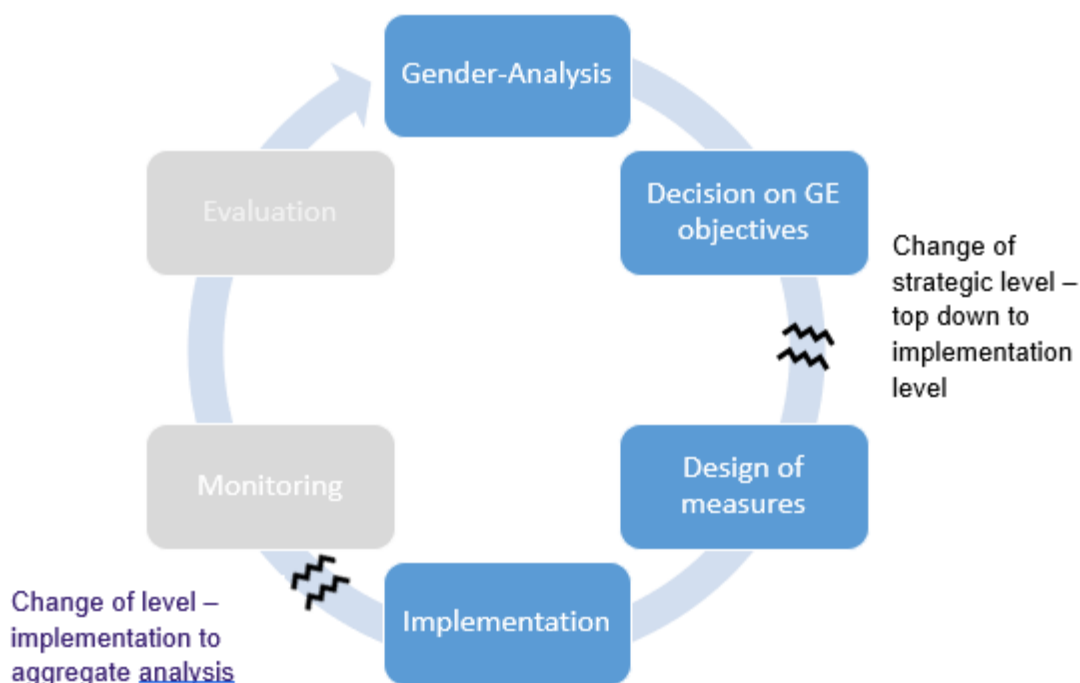 Gender-Analysis
Decision on GE
objectives
Change of
strategic level –
top down to
implementation
level
Design of
measures
Implementation
Change of level –
implementation to
aggregate analysis
Monitoring
Evaluation